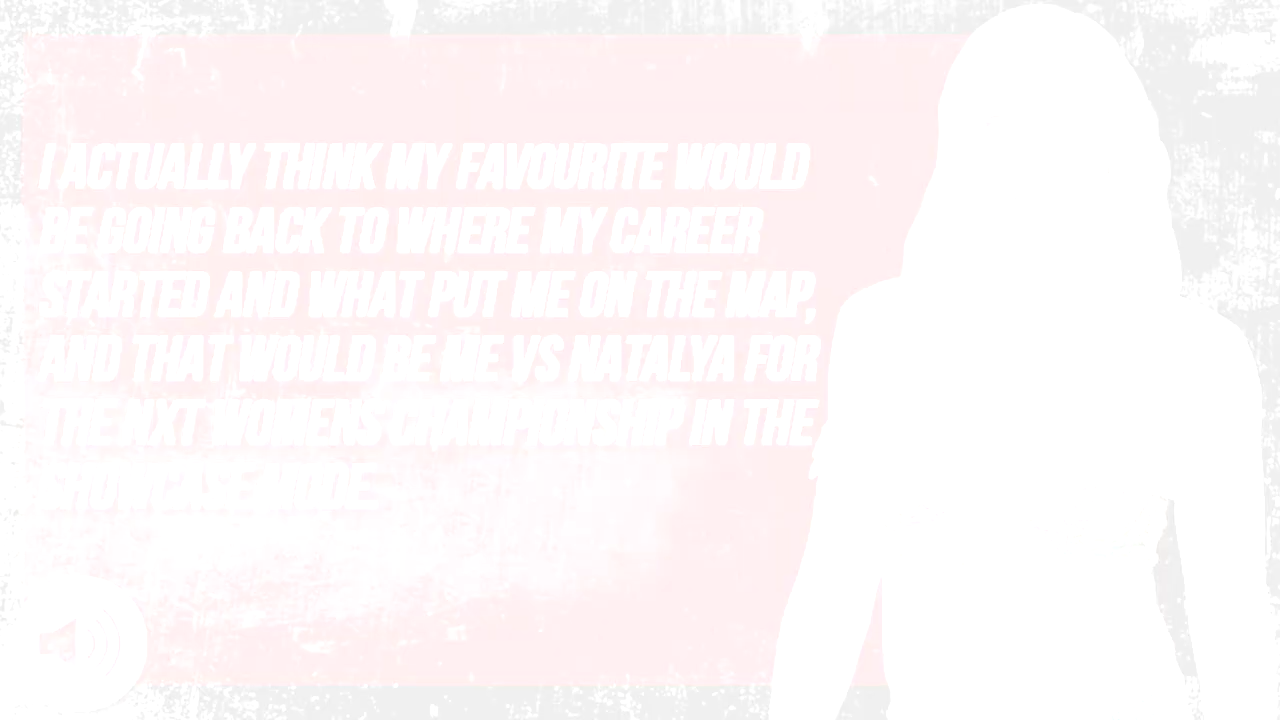 I ACTUALLY THINK MY FAVOURITE WOULD
BE GOING BACK TO WHERE MY CAREER
STARTED AND WHAT PUT ME ON THE MAP,
AND THAT WOULD BE ME VS NATALYA FOR
THE NXT WOMENS CHAMPIONSHIP IN THE
SHOWCASE MODE